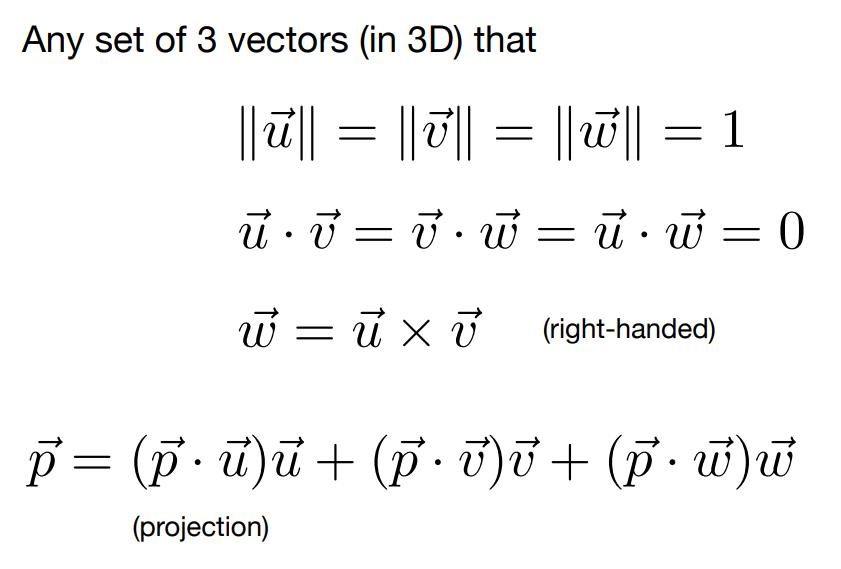 Any set of 3 vectors (in 3D) that
‖u⃗‖ = ‖v⃗‖ = ‖w⃗‖ = 1
u⃗ · v⃗ = v⃗ · w⃗ = u⃗ · w⃗ = 0
w⃗ = u⃗ × v⃗ (right-handed)
p⃗ = (p⃗ · u⃗)u⃗ + (p⃗ · v⃗)v⃗ + (p⃗ · w⃗)w⃗
(projection)